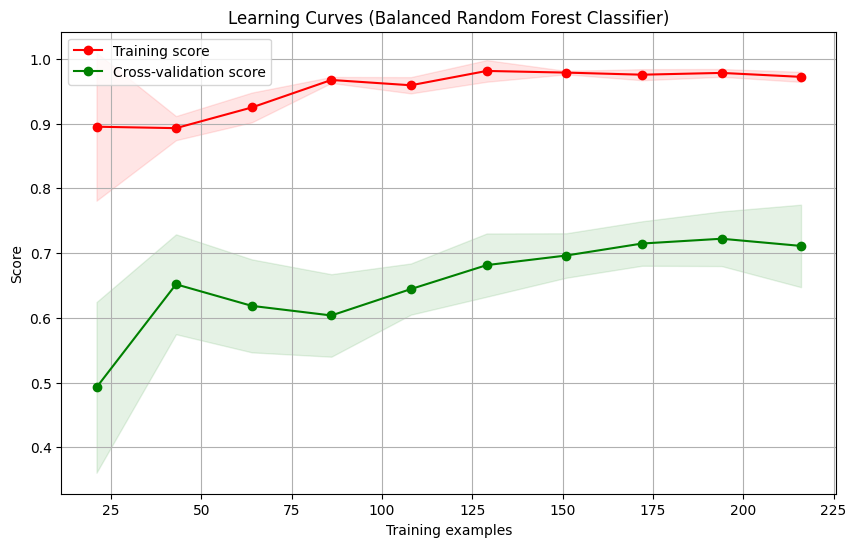 Learning Curves (Balanced Random Forest Classifier)
Training score
Cross-validation score
1.0
0.9
0.8
0.7
0.6
0.5
0.4
Score
25 50 75 100 125 150 175 200 225
Training examples